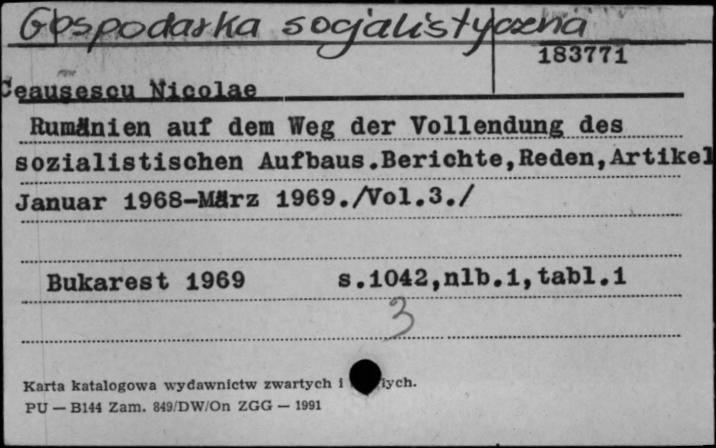 Gospodarka socjalistyczna
183771
Ceausescu Nicolae
Rumänien auf dem Weg der Vollendung des
sozialistischen Aufbaus.Berichte,Reden,Artikel
Januar 1968-März 1969./Vol.3./
Bukarest 1969 s.1042,nlb.1,tabl.1
3
Karta katalogowa wydawnictw zwartych i
PU — B144 Zam. 849/DW/On ZGG — 1991